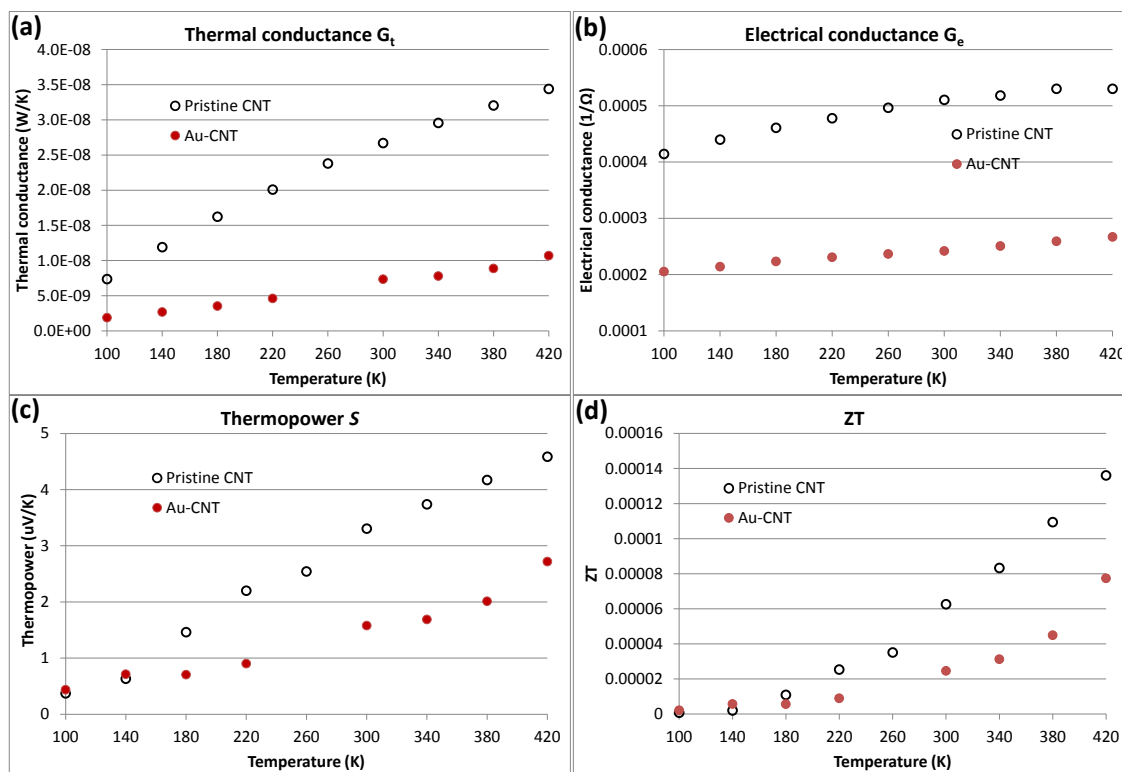 (a)
Thermal conductance Gt
4.0E-08
3.5E-08
3.0E-08
2.5E-08
2.0E-08
1.5E-08
1.0E-08
5.0E-09
0.0E+00
Thermal conductance (W/K)
Pristine CNT
Au-CNT
100 140 180 220 260 300 340 380 420
Temperature (K)
(b)
Electrical conductance Ge
0.0006
0.0005
0.0004
0.0003
0.0002
0.0001
Electrical conductance (1/Ω)
Pristine CNT
Au-CNT
100 140 180 220 260 300 340 380 420
Temperature (K)
(c)
Thermopower S
5
4
3
2
1
0
Thermopower (uV/K)
Pristine CNT
Au-CNT
100 140 180 220 260 300 340 380 420
Temperature (K)
(d)
ZT
0.00016
0.00014
0.00012
0.0001
0.00008
0.00006
0.00004
0.00002
0
ZT
Pristine CNT
Au-CNT
100 140 180 220 260 300 340 380 420
Temperature (K)